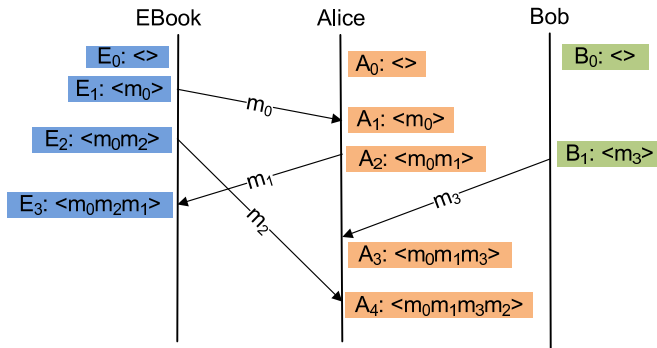 EBook Alice Bob
E₀: <> A₀: <> B₀: <>
E₁: <m₀>
m₀ A₁: <m₀>
E₂: <m₀m₂>
A₂: <m₀m₁> B₁: <m₃>
m₁
m₃
E₃: <m₀m₂m₁>
m₂
A₃: <m₀m₁m₃>
A₄: <m₀m₁m₃m₂>